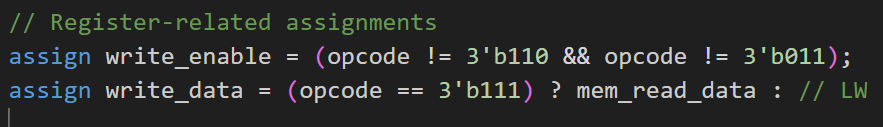 // Register-related assignments
assign write_enable = (opcode != 3'b110 && opcode != 3'b011);
assign write_data = (opcode == 3'b111) ? mem_read_data : // LW